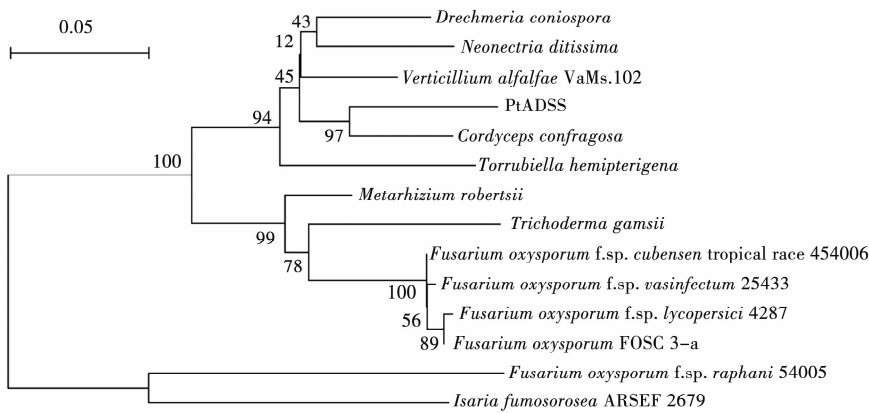 Drechmeria coniospora
43
0.05
12
Neonectria ditissima
45
Verticillium alfalfae VaMs.102
PtADSS
94
97
Cordyceps confragosa
100
Torrubiella hemipterigena
Metarhizium robertsii
Trichoderma gamsii
99
Fusarium oxysporum f.sp. cubensen tropical race 454006
78
Fusarium oxysporum f.sp. vasinfectum 25433
100
Fusarium oxysporum f.sp. lycopersici 4287
56
89
Fusarium oxysporum FOSC 3-a
Fusarium oxysporum f.sp. raphani 54005
Isaria fumosorosea ARSEF 2679